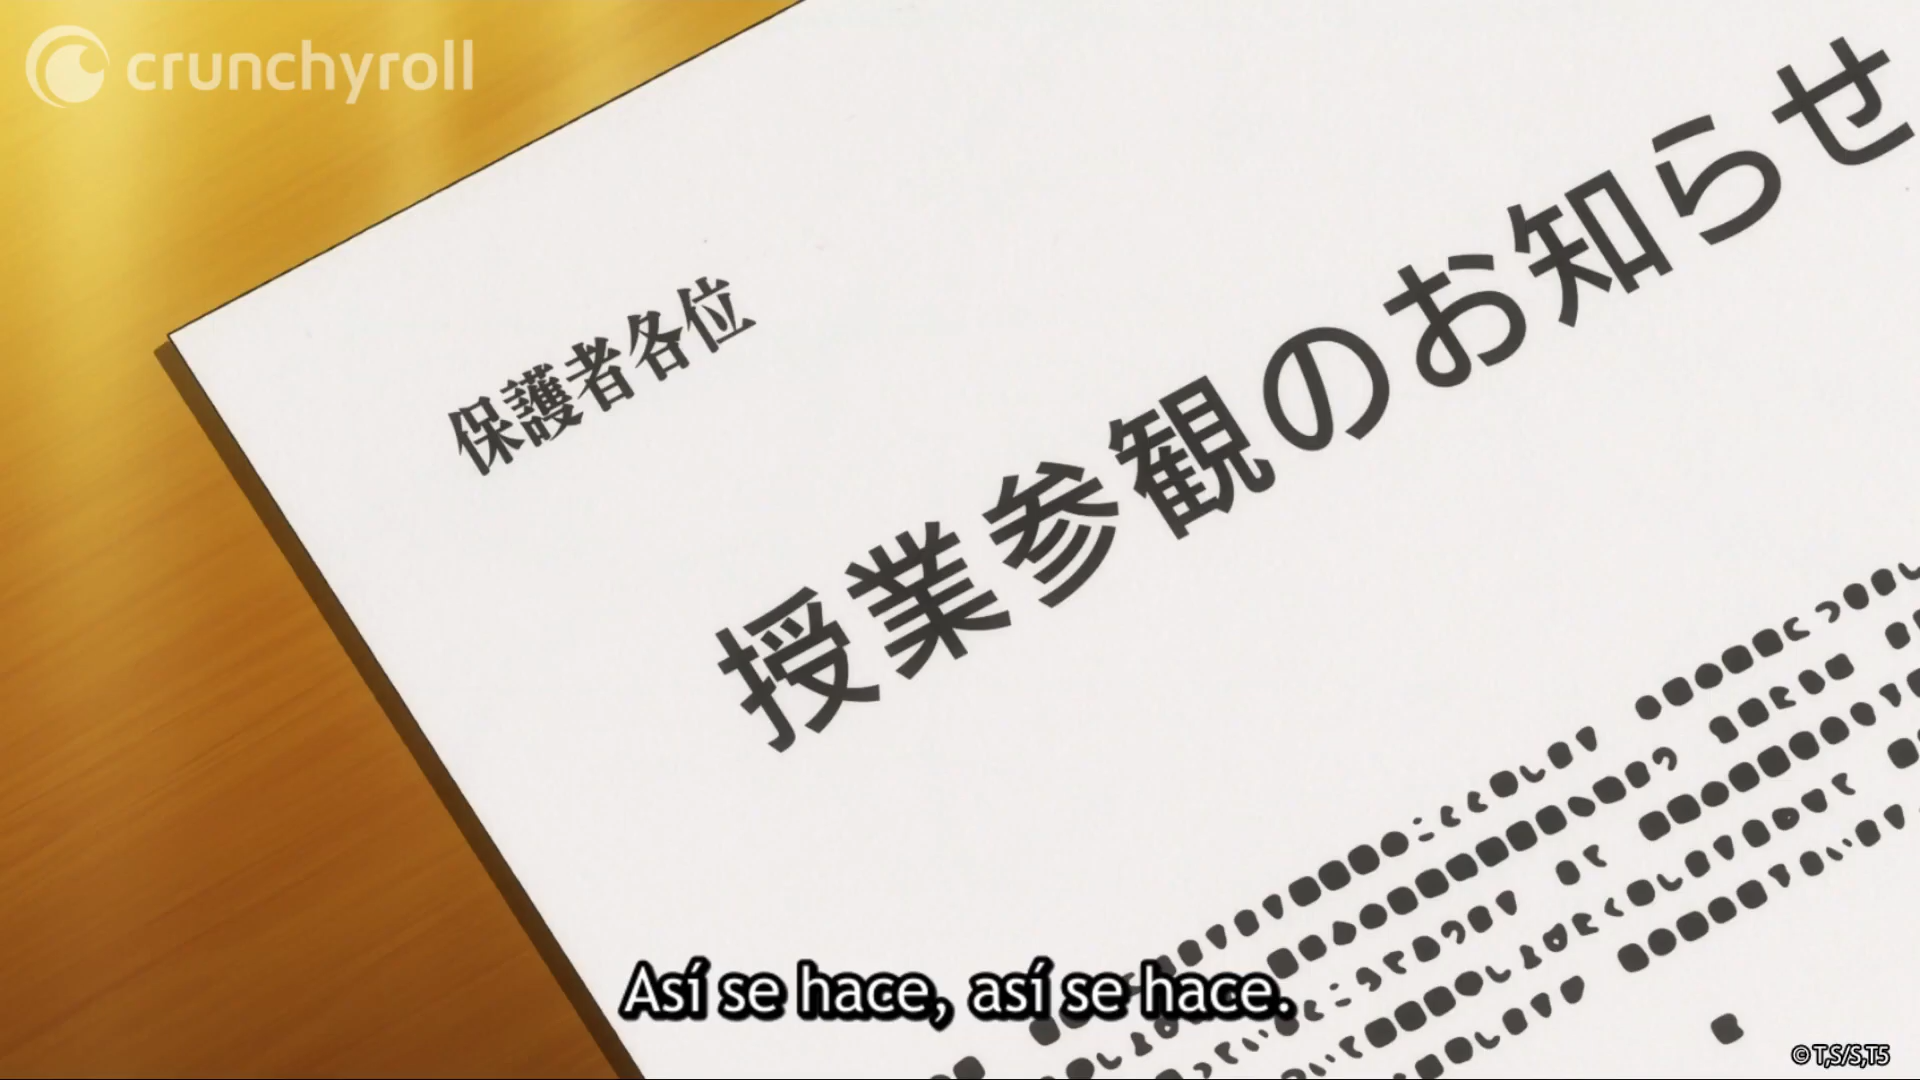 crunchyroll
保護者各位
授業参観のお知らせ
Así se hace, así se hace.
© T,S/S,T5